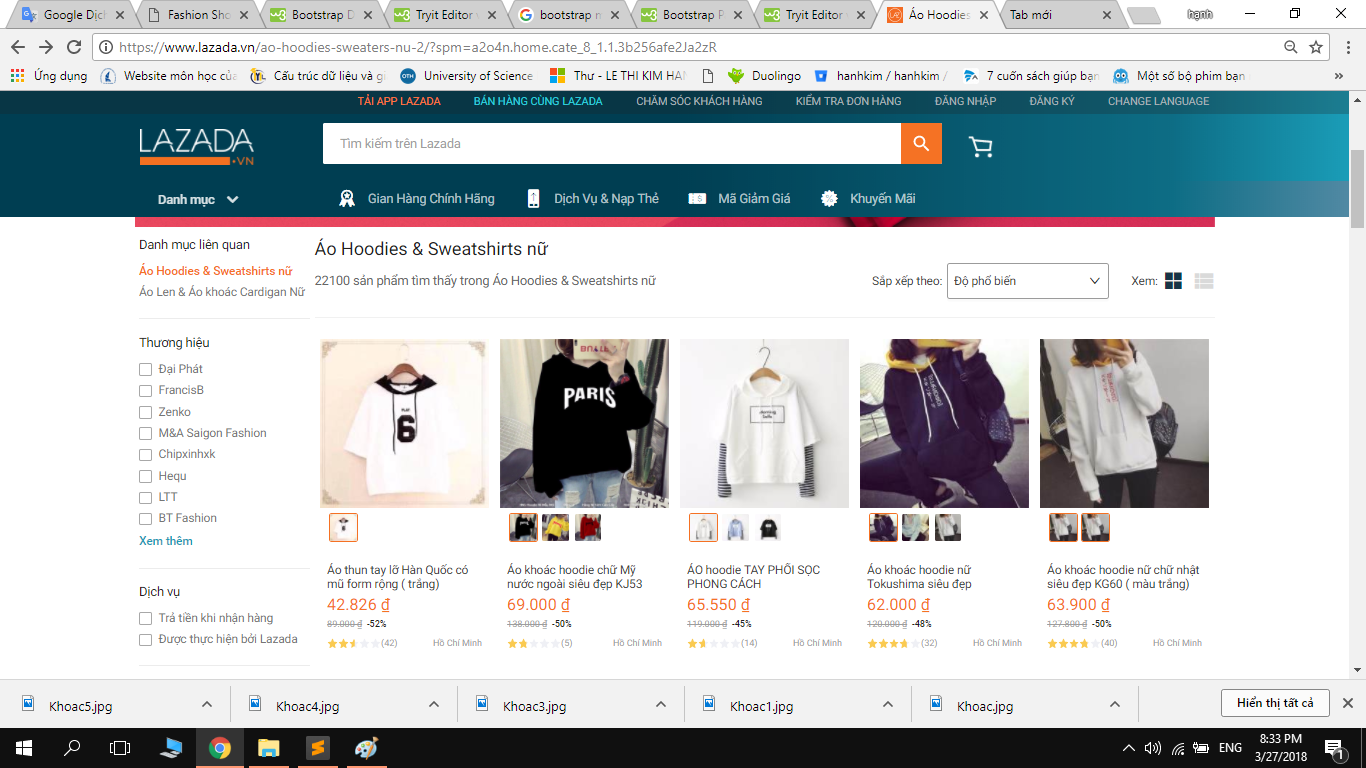 Google Dịch
Fashion Sho
Bootstrap D
Tryit Editor
bootstrap n
Bootstrap P
Tryit Editor
Áo Hoodies
Tab mới
hạnh
https://www.lazada.vn/ao-hoodies-sweaters-nu-2/?spm=a2o4n.home.cate_8_1.1.3b256afe2Ja2zR
Ứng dụng
Website môn học củ
Cấu trúc dữ liệu và gi
University of Science
Thư - LE THI KIM HAN
Duolingo
hanhkim / hanhkim /
7 cuốn sách giúp bạn
Một số bộ phim bạn
»
TẢI APP LAZADA
BÁN HÀNG CÙNG LAZADA
CHĂM SÓC KHÁCH HÀNG
KIỂM TRA ĐƠN HÀNG
ĐĂNG NHẬP
ĐĂNG KÝ
CHANGE LANGUAGE
LAZADA
.VN
Tìm kiếm trên Lazada
Danh mục
Gian Hàng Chính Hãng
Dịch Vụ & Nạp Thẻ
Mã Giảm Giá
Khuyến Mãi
Danh mục liên quan
Áo Hoodies & Sweatshirts nữ
Áo Len & Áo khoác Cardigan Nữ
Thương hiệu
Đại Phát
FrancisB
Zenko
M&A Saigon Fashion
Chipxinhxk
Hequ
LTT
BT Fashion
Xem thêm
Dịch vụ
Trả tiền khi nhận hàng
Được thực hiện bởi Lazada
Áo Hoodies & Sweatshirts nữ
22100 sản phẩm tìm thấy trong Áo Hoodies & Sweatshirts nữ
Sắp xếp theo:
Độ phổ biến
Xem:
6
PARIS
Áo thun tay lỡ Hàn Quốc có
mũ form rộng ( trắng)
42.826 ₫
89.000 ₫ -52%
(42)
Hồ Chí Minh
Áo khoác hoodie chữ Mỹ
nước ngoài siêu đẹp KJ53
69.000 ₫
138.000 ₫ -50%
(5)
Hồ Chí Minh
ÁO hoodie TAY PHỐI SỌC
PHONG CÁCH
65.550 ₫
119.000 ₫ -45%
(14)
Hồ Chí Minh
Áo khoác hoodie nữ
Tokushima siêu đẹp
62.000 ₫
120.000 ₫ -48%
(32)
Hồ Chí Minh
Áo khoác hoodie nữ chữ nhật
siêu đẹp KG60 ( màu trắng)
63.900 ₫
127.800 ₫ -50%
(40)
Hồ Chí Minh
Khoac5.jpg
Khoac4.jpg
Khoac3.jpg
Khoac1.jpg
Khoac.jpg
Hiển thị tất cả
ENG
8:33 PM
3/27/2018
1